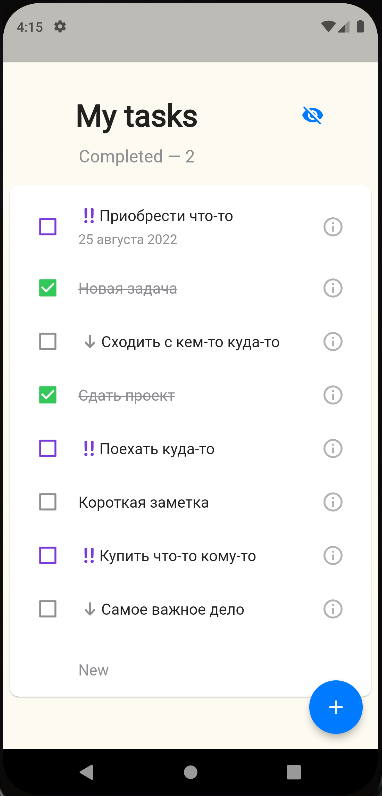 4:15
My tasks
Completed — 2
!! Приобрести что-то
25 августа 2022
Новая задача
↓ Сходить с кем-то куда-то
Сдать проект
!! Поехать куда-то
Короткая заметка
!! Купить что-то кому-то
↓ Самое важное дело
New